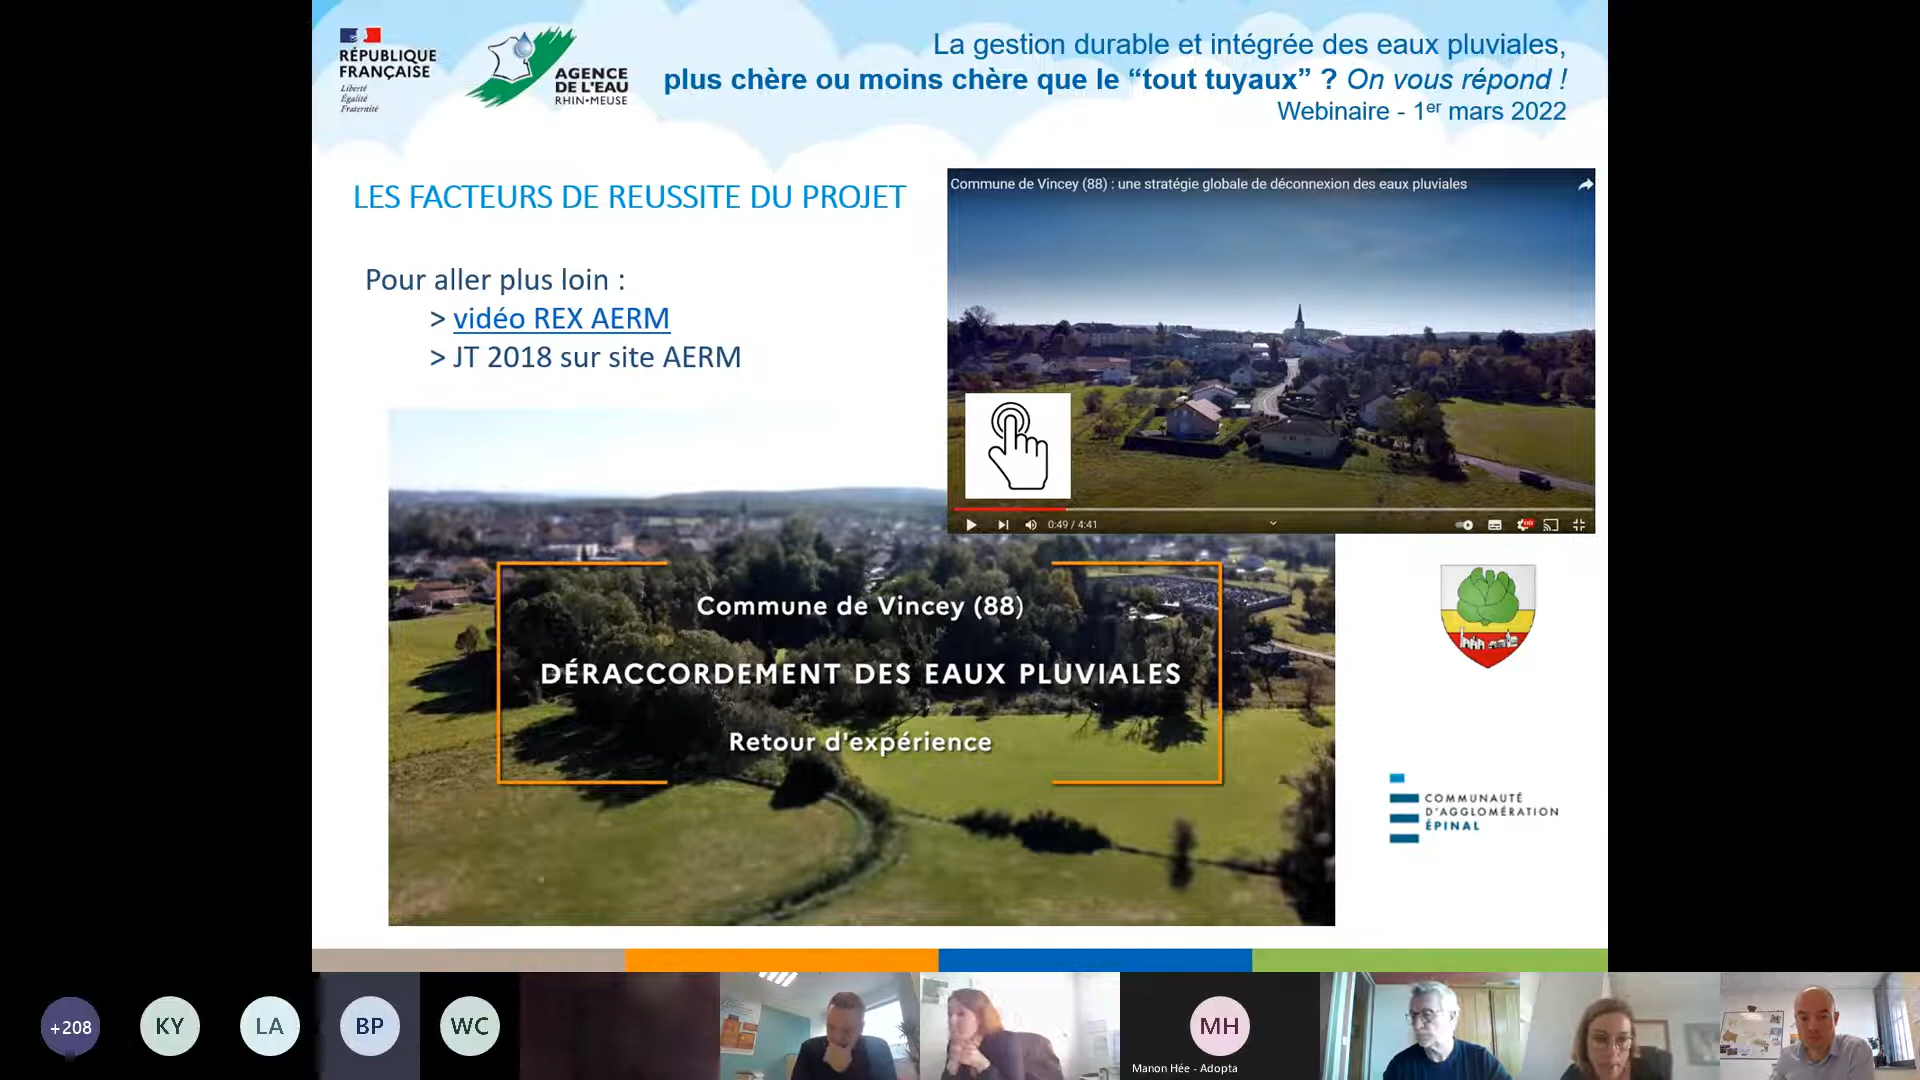 RÉPUBLIQUE
FRANÇAISE
Liberté
Égalité
Fraternité
AGENCE
DE L'EAU
RHIN•MEUSE
La gestion durable et intégrée des eaux pluviales,
plus chère ou moins chère que le “tout tuyaux” ? On vous répond !
Webinaire - 1er mars 2022
LES FACTEURS DE REUSSITE DU PROJET
Pour aller plus loin :
> vidéo REX AERM
> JT 2018 sur site AERM
Commune de Vincey (88) : une stratégie globale de déconnexion des eaux pluviales
0:49 / 4:41
Commune de Vincey (88)
DÉRACCORDEMENT DES EAUX PLUVIALES
Retour d'expérience
COMMUNAUTÉ
D'AGGLOMÉRATION
ÉPINAL
+208
KY
LA
BP
WC
MH
Manon Hée - Adopta